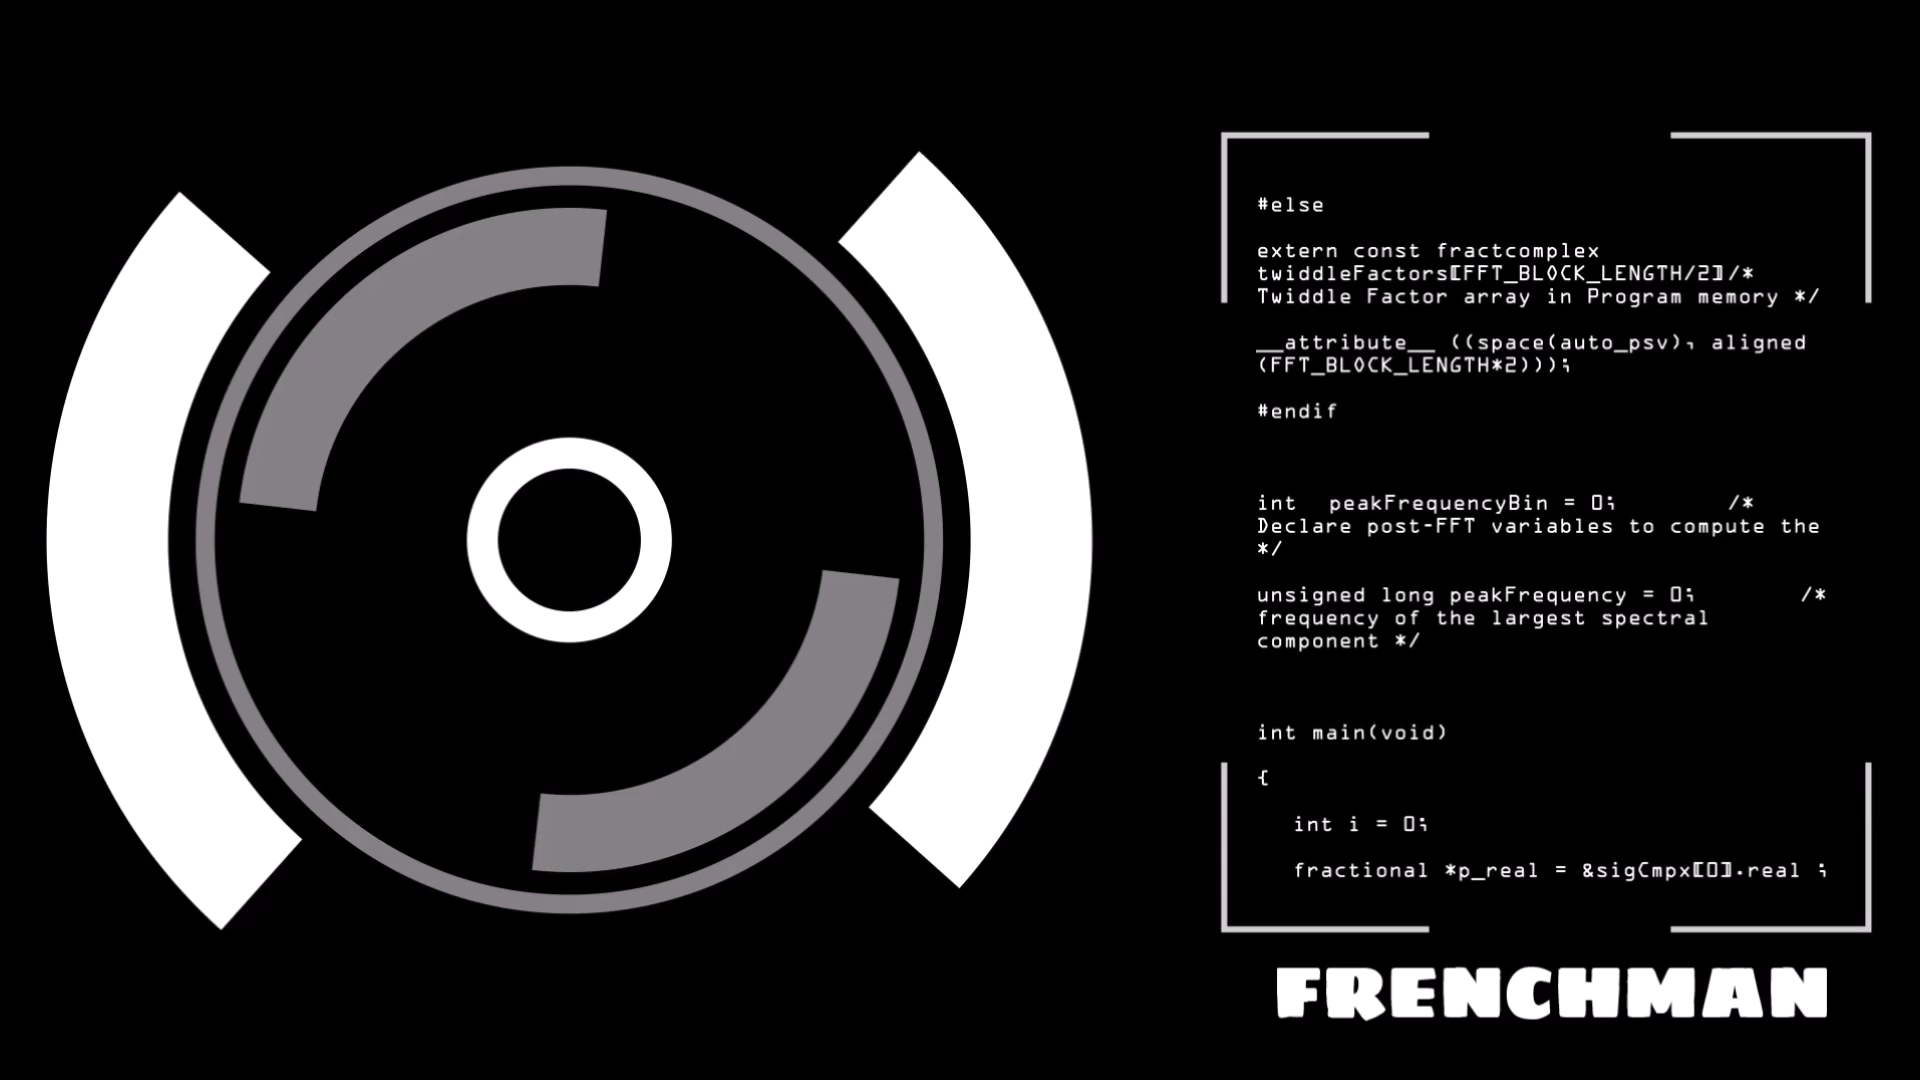 #else
extern const fractcomplex
twiddleFactors[FFT_BLOCK_LENGTH/2]/*
Twiddle Factor array in Program memory */
__attribute__ ((space(auto_psv), aligned
(FFT_BLOCK_LENGTH*2)));
#endif
int  peakFrequencyBin = 0;        /*
Declare post-FFT variables to compute the
*/
unsigned long peakFrequency = 0;        /*
frequency of the largest spectral
component */
int main(void)
{
int i = 0;
fractional *p_real = &sigCmpx[0].real ;
FRENCHMAN